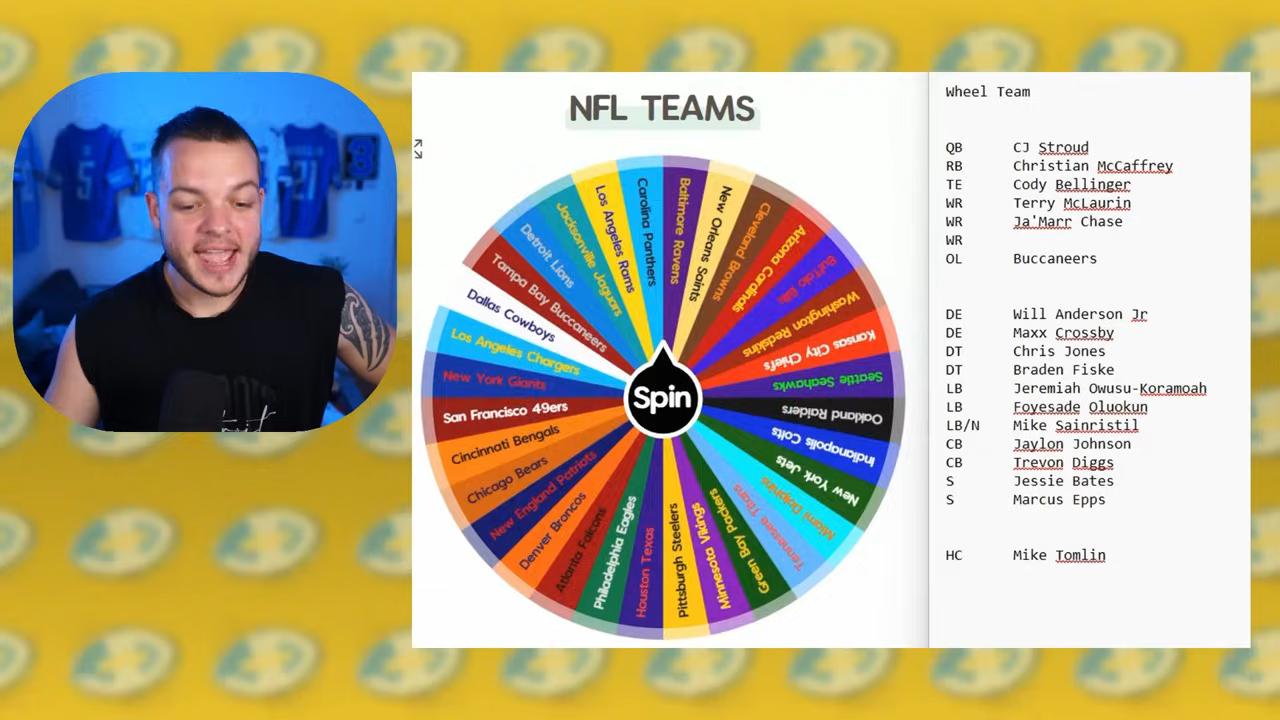 NFL TEAMS
Baltimore Ravens
New Orleans Saints
Cleveland Browns
Arizona Cardinals
Buffalo Bills
Washington Redskins
Kansas City Chiefs
Seattle Seahawks
Oakland Raiders
Indianapolis Colts
New York Jets
Miami Dolphins
Tennessee Titans
Green Bay Packers
Minnesota Vikings
Pittsburgh Steelers
Houston Texas
Philadelphia Eagles
Atlanta Falcons
Denver Broncos
New England Patriots
Chicago Bears
Cincinnati Bengals
San Francisco 49ers
New York Giants
Los Angeles Chargers
Dallas Cowboys
Tampa Bay Buccaneers
Detroit Lions
Jacksonville Jaguars
Los Angeles Rams
Carolina Panthers
Spin
Wheel Team
QB CJ Stroud
RB Christian McCaffrey
TE Cody Bellinger
WR Terry McLaurin
WR Ja'Marr Chase
WR
OL Buccaneers
DE Will Anderson Jr
DE Maxx Crossby
DT Chris Jones
DT Braden Fiske
LB Jeremiah Owusu-Koramoah
LB Foyesade Oluokun
LB/N Mike Sainristil
CB Jaylon Johnson
CB Trevon Diggs
S Jessie Bates
S Marcus Epps
HC Mike Tomlin
5
21